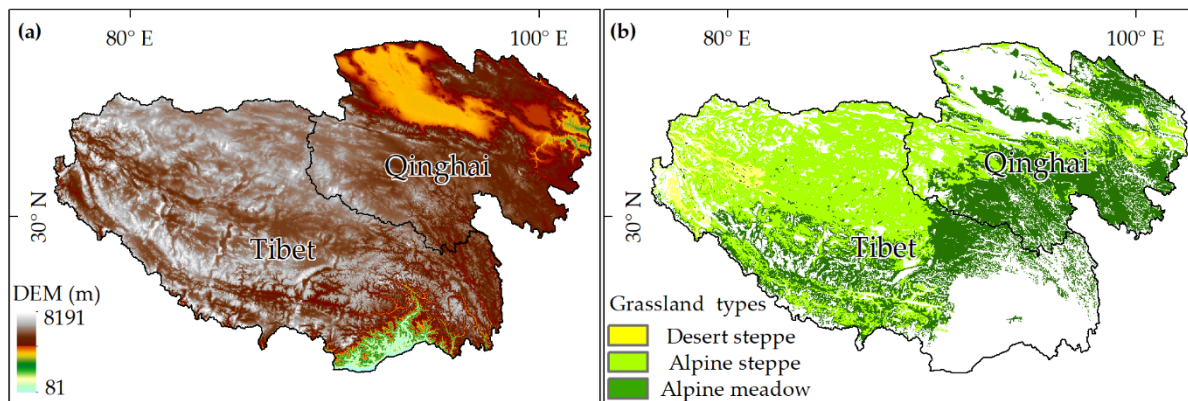 (a)
80° E
100° E
30° N
Qinghai
Tibet
DEM (m)
8191
81
(b)
80° E
100° E
30° N
Qinghai
Tibet
Grassland types
Desert steppe
Alpine steppe
Alpine meadow